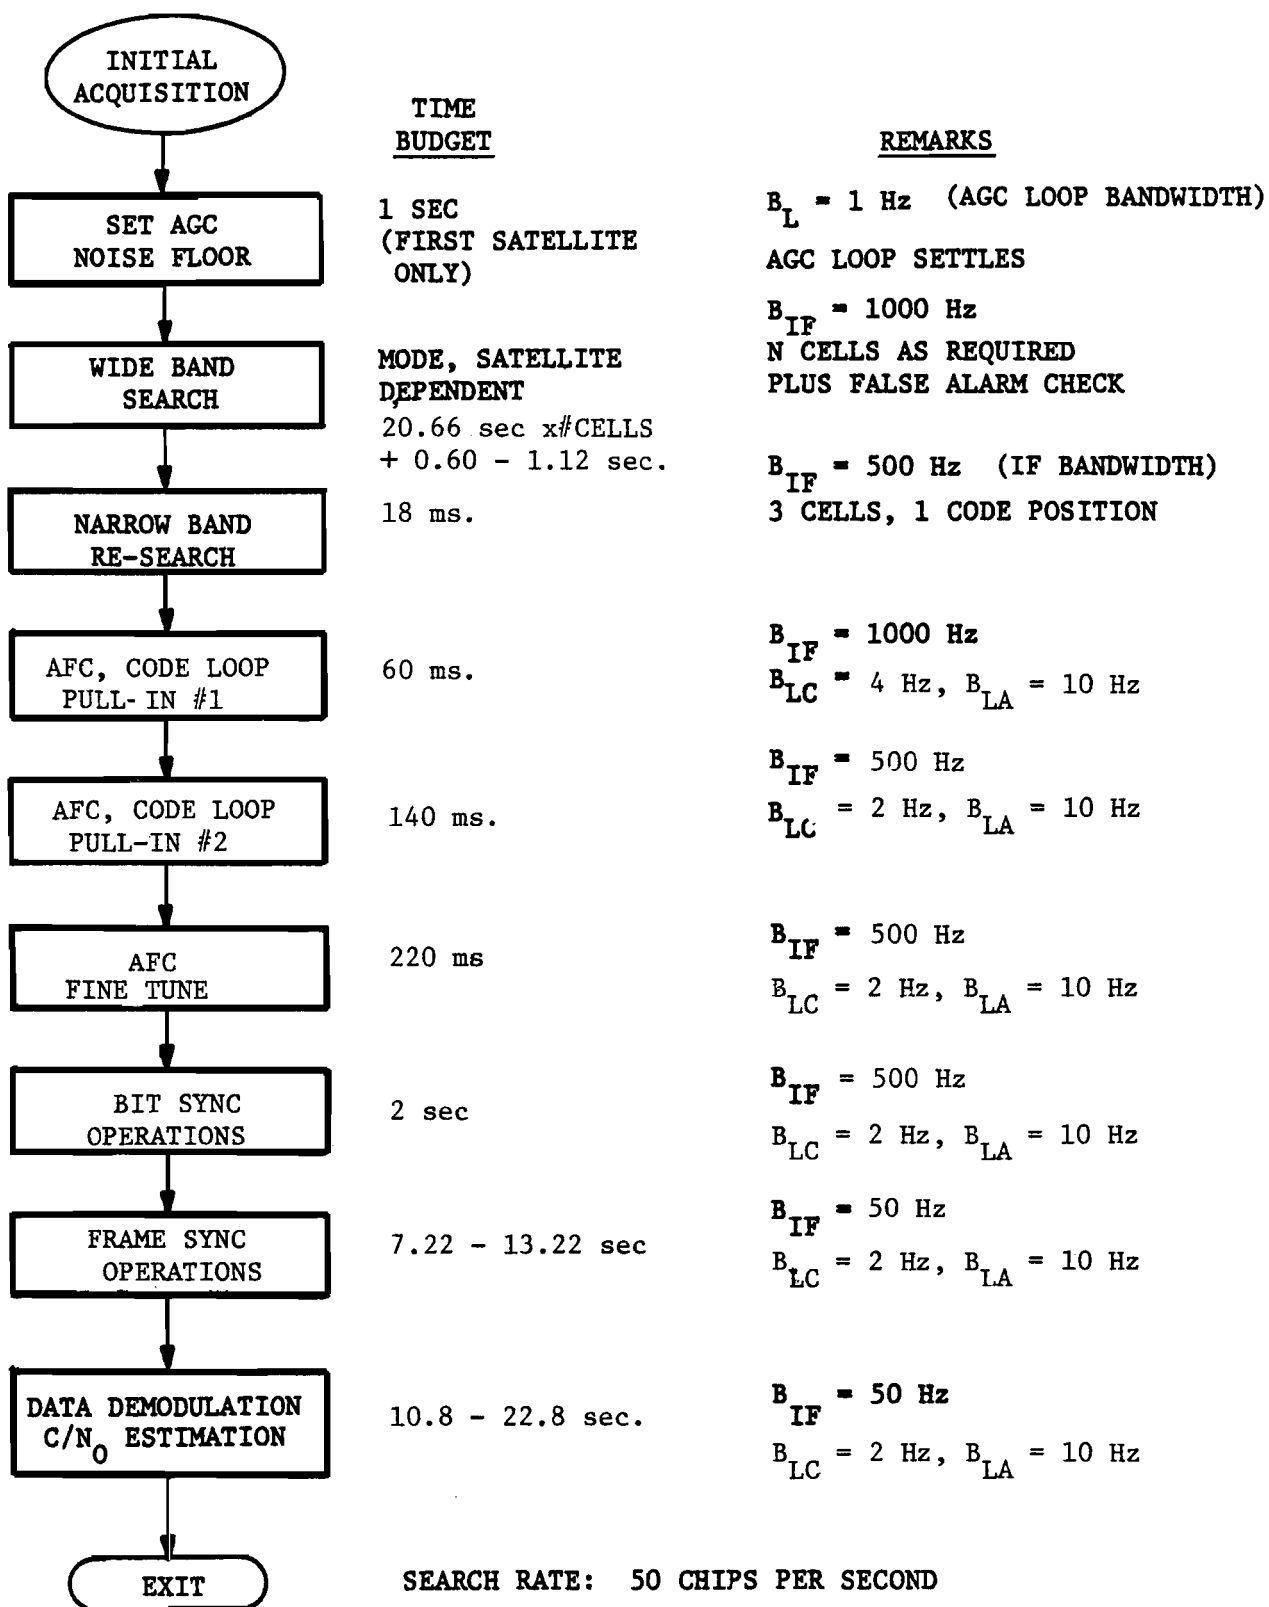 INITIAL
ACQUISITION
TIME
BUDGET
REMARKS
SET AGC
NOISE FLOOR
1 SEC
(FIRST SATELLITE
ONLY)
B_L = 1 Hz (AGC LOOP BANDWIDTH)
AGC LOOP SETTLES
WIDE BAND
SEARCH
MODE, SATELLITE
DEPENDENT
20.66 sec x#CELLS
+ 0.60 - 1.12 sec.
B_IF = 1000 Hz
N CELLS AS REQUIRED
PLUS FALSE ALARM CHECK
NARROW BAND
RE-SEARCH
18 ms.
B_IF = 500 Hz (IF BANDWIDTH)
3 CELLS, 1 CODE POSITION
AFC, CODE LOOP
PULL-IN #1
60 ms.
B_IF = 1000 Hz
B_LC = 4 Hz, B_LA = 10 Hz
AFC, CODE LOOP
PULL-IN #2
140 ms.
B_IF = 500 Hz
B_LC = 2 Hz, B_LA = 10 Hz
AFC
FINE TUNE
220 ms
B_IF = 500 Hz
B_LC = 2 Hz, B_LA = 10 Hz
BIT SYNC
OPERATIONS
2 sec
B_IF = 500 Hz
B_LC = 2 Hz, B_LA = 10 Hz
FRAME SYNC
OPERATIONS
7.22 - 13.22 sec
B_IF = 50 Hz
B_LC = 2 Hz, B_LA = 10 Hz
DATA DEMODULATION
C/N_O ESTIMATION
10.8 - 22.8 sec.
B_IF = 50 Hz
B_LC = 2 Hz, B_LA = 10 Hz
EXIT
SEARCH RATE: 50 CHIPS PER SECOND